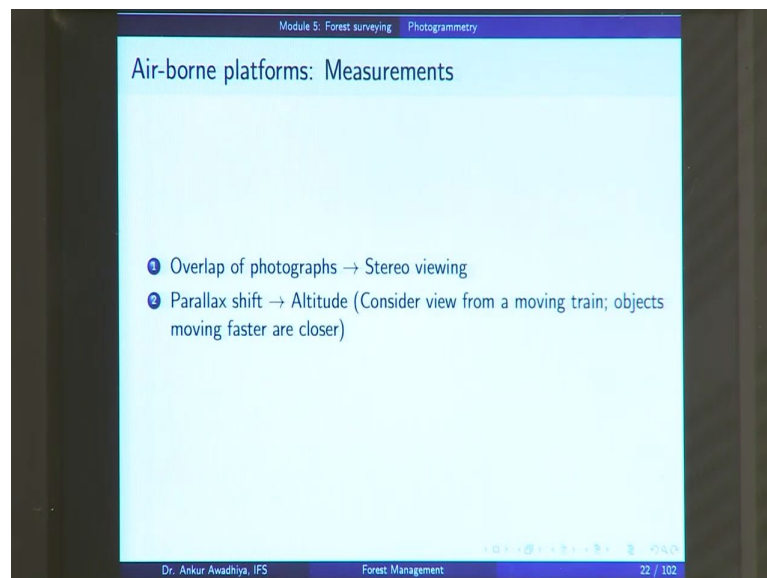 Module 5: Forest surveying Photogrammetry
Air-borne platforms: Measurements
1 Overlap of photographs → Stereo viewing
2 Parallax shift → Altitude (Consider view from a moving train; objects
moving faster are closer)
Dr. Ankur Awadhiya, IFS Forest Management 22 / 102